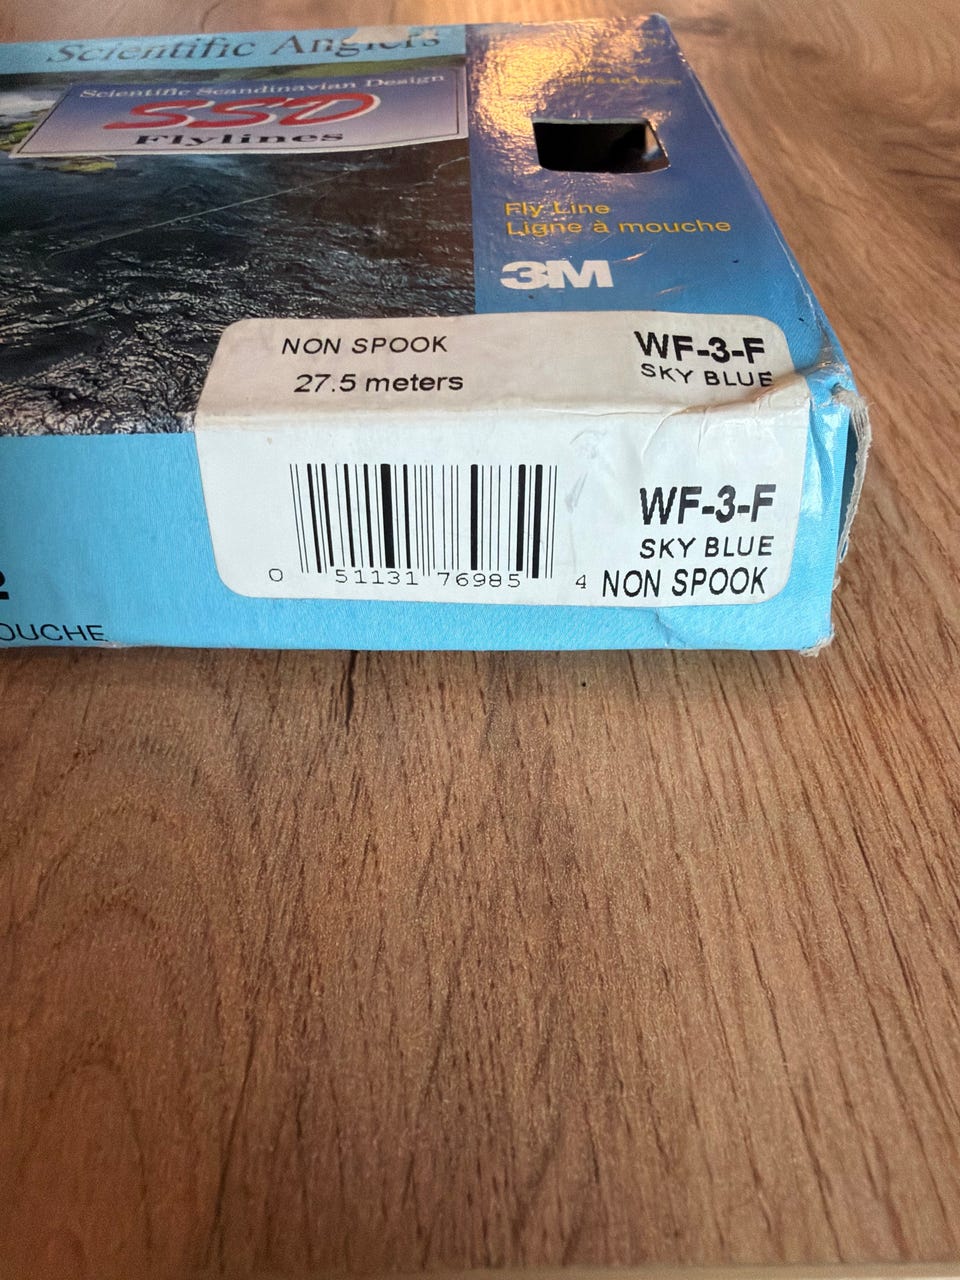 Scientific Anglers
Scientific Scandinavian Design
SSD
Flylines
Fly Line
Ligne à mouche
3M
NON SPOOK
27.5 meters
WF-3-F
SKY BLUE
WF-3-F
SKY BLUE
NON SPOOK
0 51131 76985 4
OUCHE